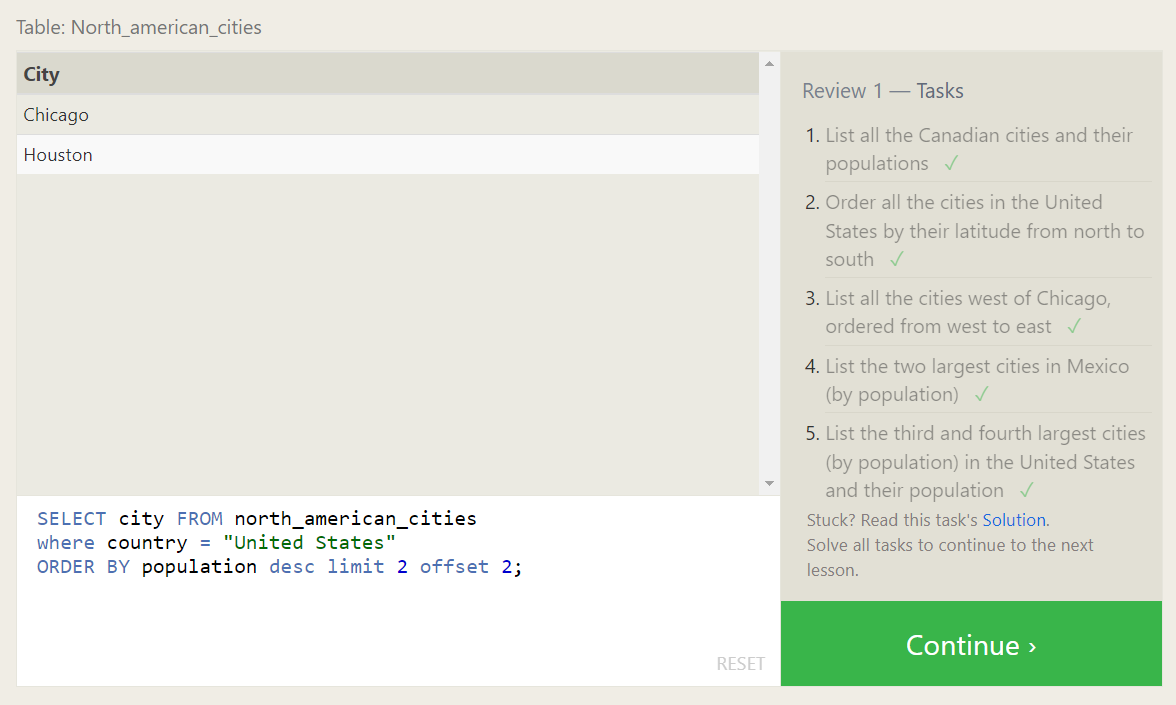 Table: North_american_cities
City
Chicago
Houston
SELECT city FROM north_american_cities
where country = "United States"
ORDER BY population desc limit 2 offset 2;
RESET
Review 1 — Tasks
1. List all the Canadian cities and their
populations ✓
2. Order all the cities in the United
States by their latitude from north to
south ✓
3. List all the cities west of Chicago,
ordered from west to east ✓
4. List the two largest cities in Mexico
(by population) ✓
5. List the third and fourth largest cities
(by population) in the United States
and their population ✓
Stuck? Read this task's Solution.
Solve all tasks to continue to the next
lesson.
Continue ›